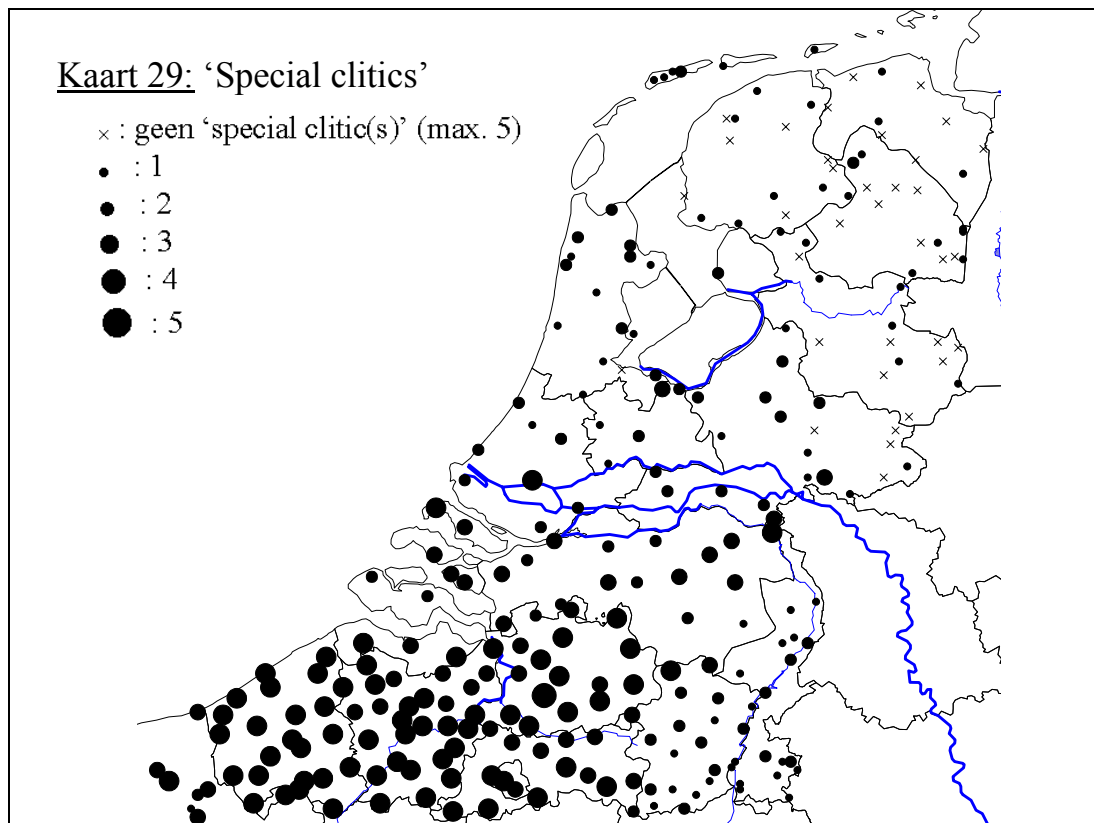 Kaart 29: ‘Special clitics’
× : geen ‘special clitic(s)’ (max. 5)
: 1
: 2
: 3
: 4
: 5